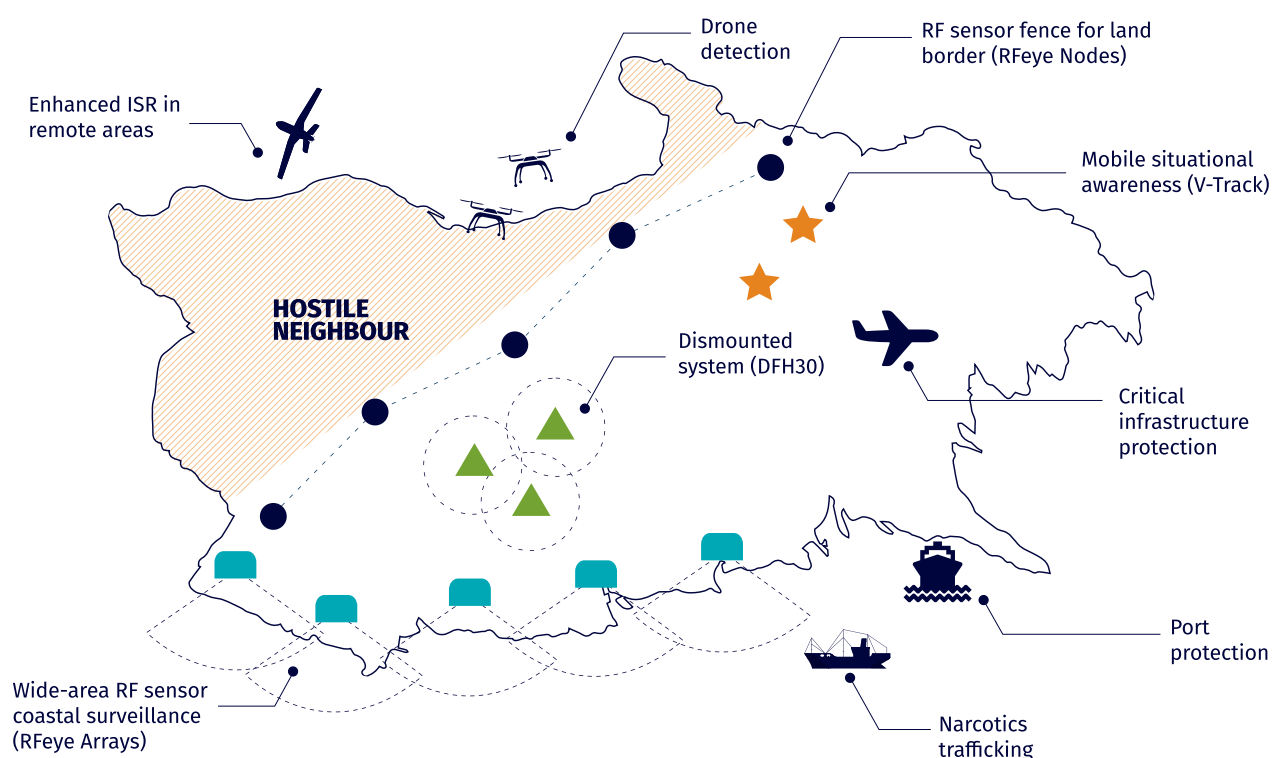 Drone
detection
RF sensor fence for land
border (RFeye Nodes)
Enhanced ISR in
remote areas
Mobile situational
awareness (V-Track)
HOSTILE
NEIGHBOUR
Dismounted
system (DFH30)
Critical
infrastructure
protection
Port
protection
Wide-area RF sensor
coastal surveillance
(RFeye Arrays)
Narcotics
trafficking